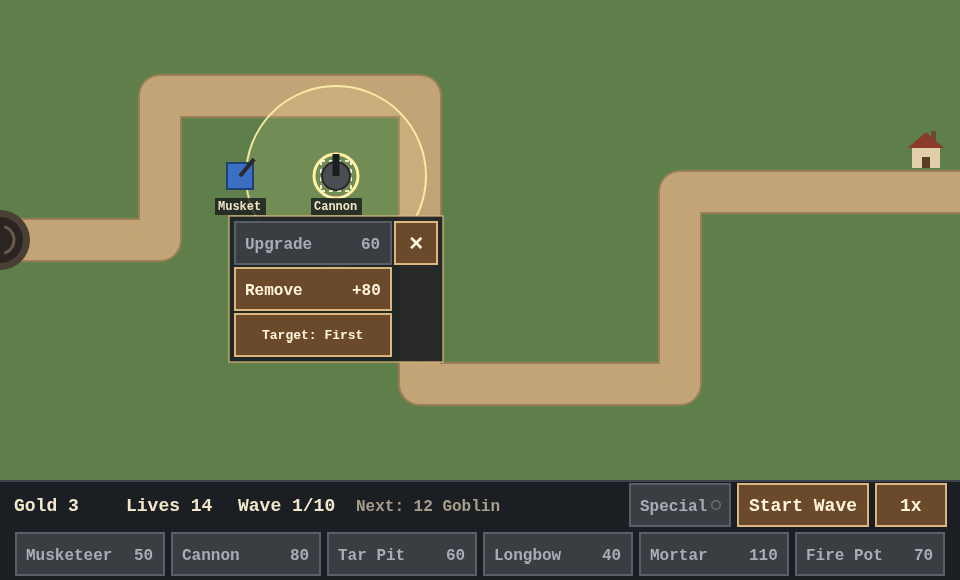 Musket Cannon
Upgrade 60 ×
Remove +80
Target: First
Gold 3 Lives 14 Wave 1/10 Next: 12 Goblin Special Start Wave 1x
Musketeer 50 Cannon 80 Tar Pit 60 Longbow 40 Mortar 110 Fire Pot 70